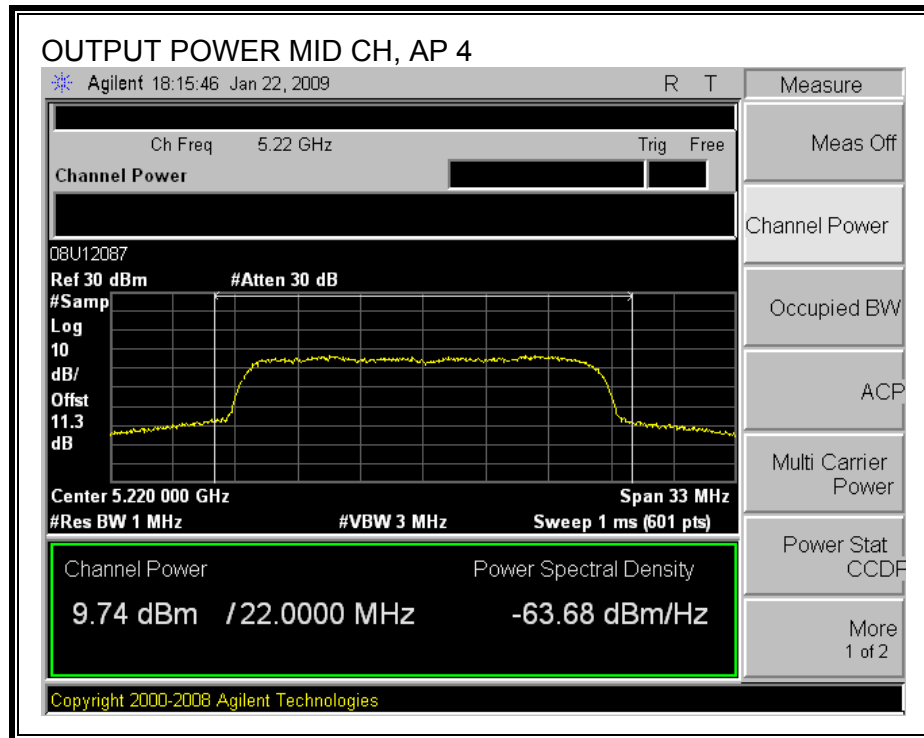 OUTPUT POWER MID CH, AP 4
Agilent 18:15:46 Jan 22, 2009 R T
Measure
Ch Freq 5.22 GHz Trig Free
Meas Off
Channel Power
Channel Power
08U12087
Ref 30 dBm #Atten 30 dB
#Samp
Log
10
dB/
Offst
11.3
dB
Occupied BW
ACP
Multi Carrier
Power
Center 5.220 000 GHz Span 33 MHz
#Res BW 1 MHz #VBW 3 MHz Sweep 1 ms (601 pts)
Power Stat
CCDF
Channel Power Power Spectral Density
9.74 dBm / 22.0000 MHz -63.68 dBm/Hz
More
1 of 2
Copyright 2000-2008 Agilent Technologies